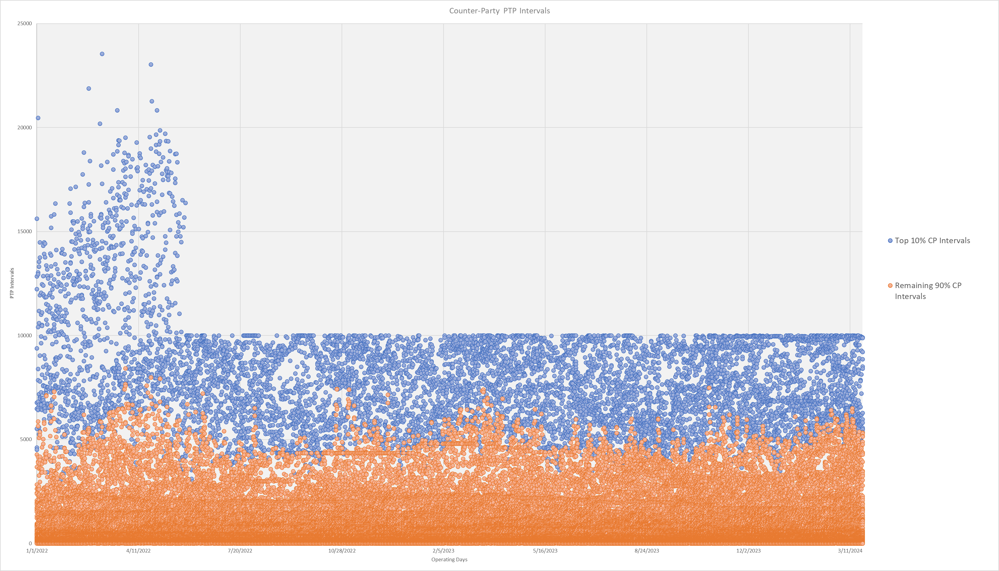 Counter-Party PTP Intervals
25000
20000
15000
10000
5000
0
PTP Intervals
1/1/2022
4/11/2022
7/20/2022
10/28/2022
2/5/2023
5/16/2023
8/24/2023
12/2/2023
3/11/2024
Operating Days
Top 10% CP Intervals
Remaining 90% CP
Intervals